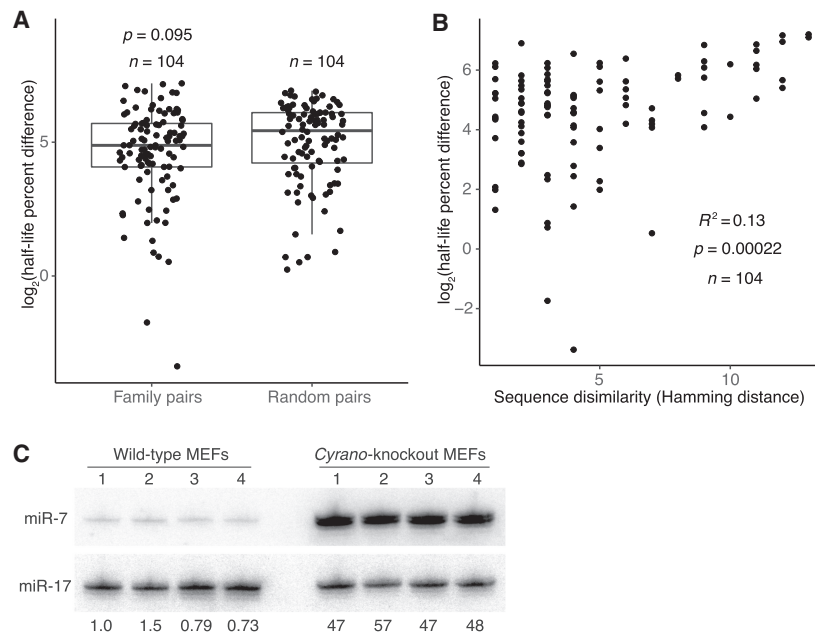 A
p = 0.095
n = 104
n = 104
log2(half-life percent difference)
5
0
Family pairs
Random pairs
B
log2(half-life percent difference)
6
4
2
0
−2
R2 = 0.13
p = 0.00022
n = 104
5
10
Sequence disimilarity (Hamming distance)
C
Wild-type MEFs
Cyrano-knockout MEFs
1 2 3 4 1 2 3 4
miR-7
miR-17
1.0 1.5 0.79 0.73 47 57 47 48